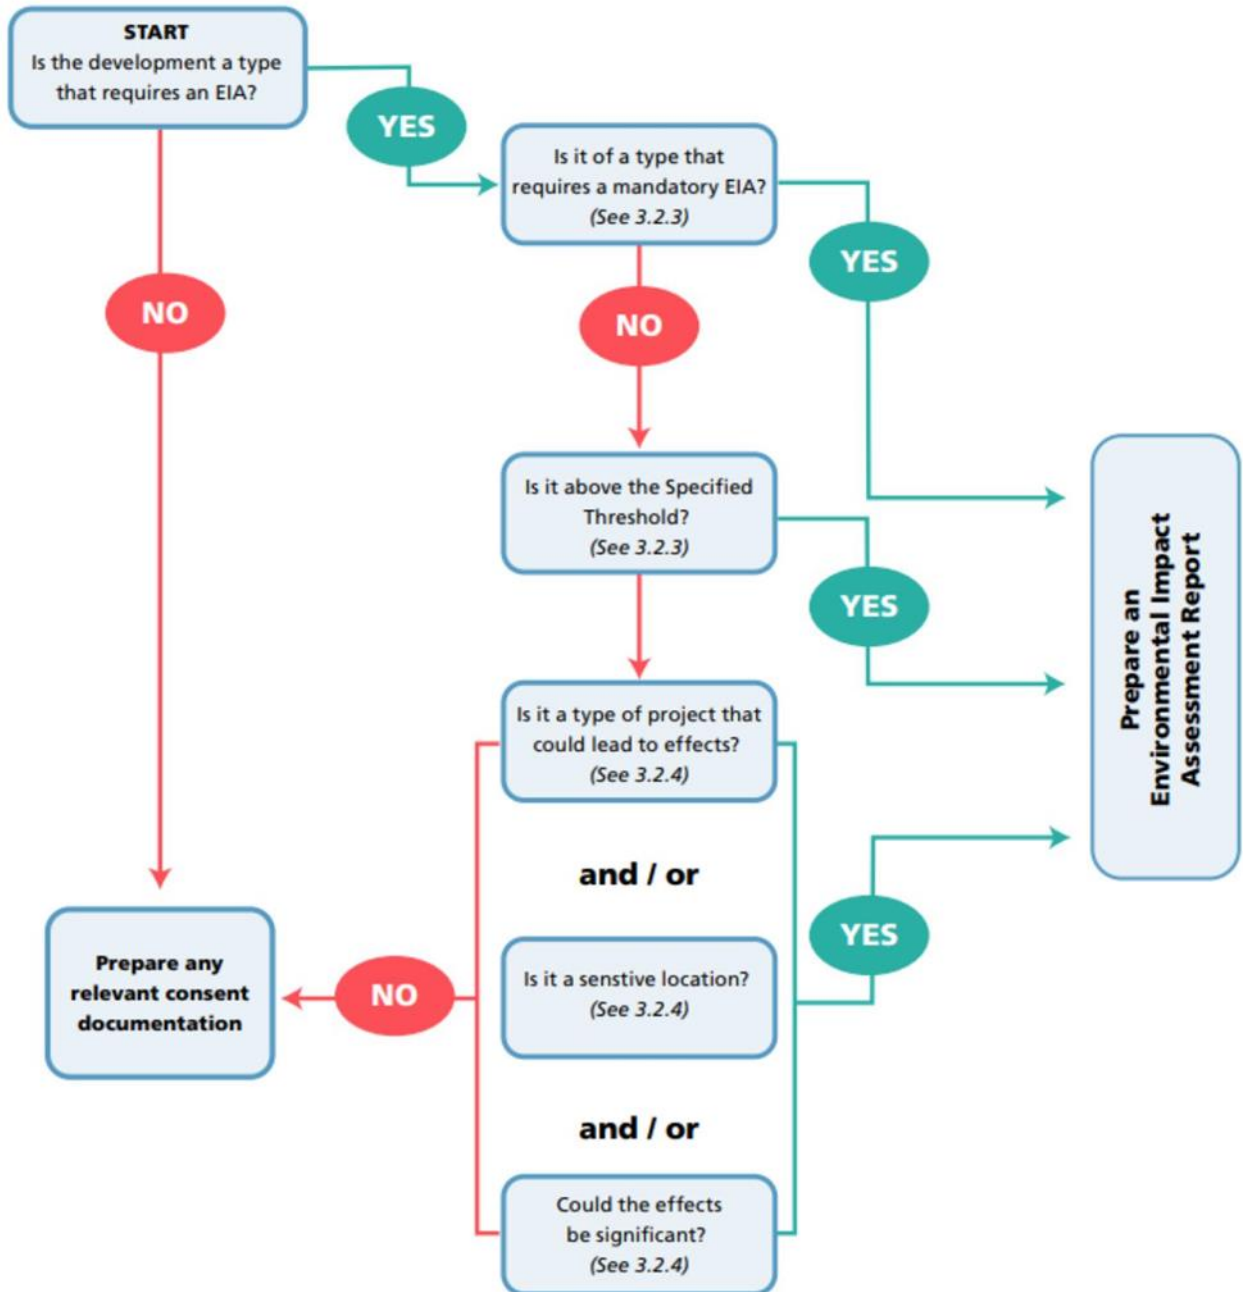 START
Is the development a type
that requires an EIA?
YES
Is it of a type that
requires a mandatory EIA?
(See 3.2.3)
YES
NO
NO
Is it above the Specified
Threshold?
(See 3.2.3)
YES
Prepare an
Environmental Impact
Assessment Report
Is it a type of project that
could lead to effects?
(See 3.2.4)
and / or
YES
Prepare any
relevant consent
documentation
NO
Is it a senstive location?
(See 3.2.4)
and / or
Could the effects
be significant?
(See 3.2.4)